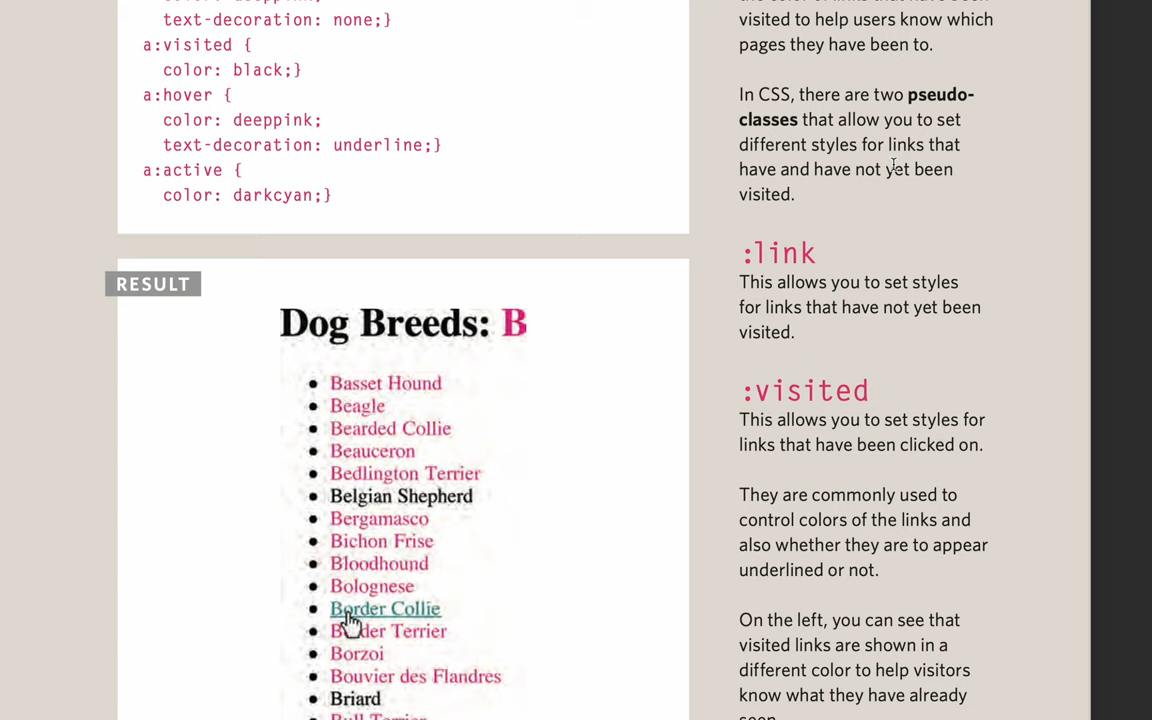 text-decoration: none;}
a:visited {
color: black;}
a:hover {
color: deeppink;
text-decoration: underline;}
a:active {
color: darkcyan;}
RESULT
Dog Breeds: B
Basset Hound
Beagle
Bearded Collie
Beauceron
Bedlington Terrier
Belgian Shepherd
Bergamasco
Bichon Frise
Bloodhound
Bolognese
Border Collie
Border Terrier
Borzoi
Bouvier des Flandres
Briard
Bull Terrier
visited to help users know which
pages they have been to.
In CSS, there are two pseudo-
classes that allow you to set
different styles for links that
have and have not yet been
visited.
:link
This allows you to set styles
for links that have not yet been
visited.
:visited
This allows you to set styles for
links that have been clicked on.
They are commonly used to
control colors of the links and
also whether they are to appear
underlined or not.
On the left, you can see that
visited links are shown in a
different color to help visitors
know what they have already
seen.